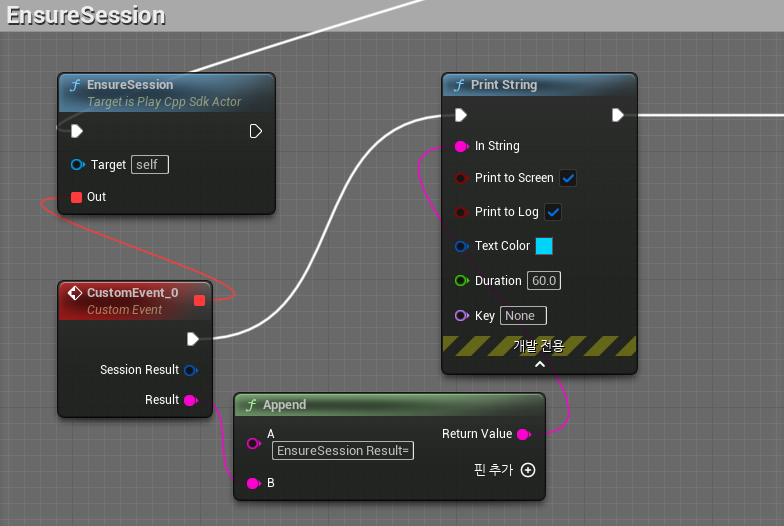 EnsureSession
EnsureSession
Target is Play Cpp Sdk Actor
Target self
Out
CustomEvent_0
Custom Event
Session Result
Result
Print String
In String
Print to Screen
Print to Log
Text Color
Duration 60.0
Key None
개발 전용
Append
A
EnsureSession Result=
B
Return Value
핀 추가